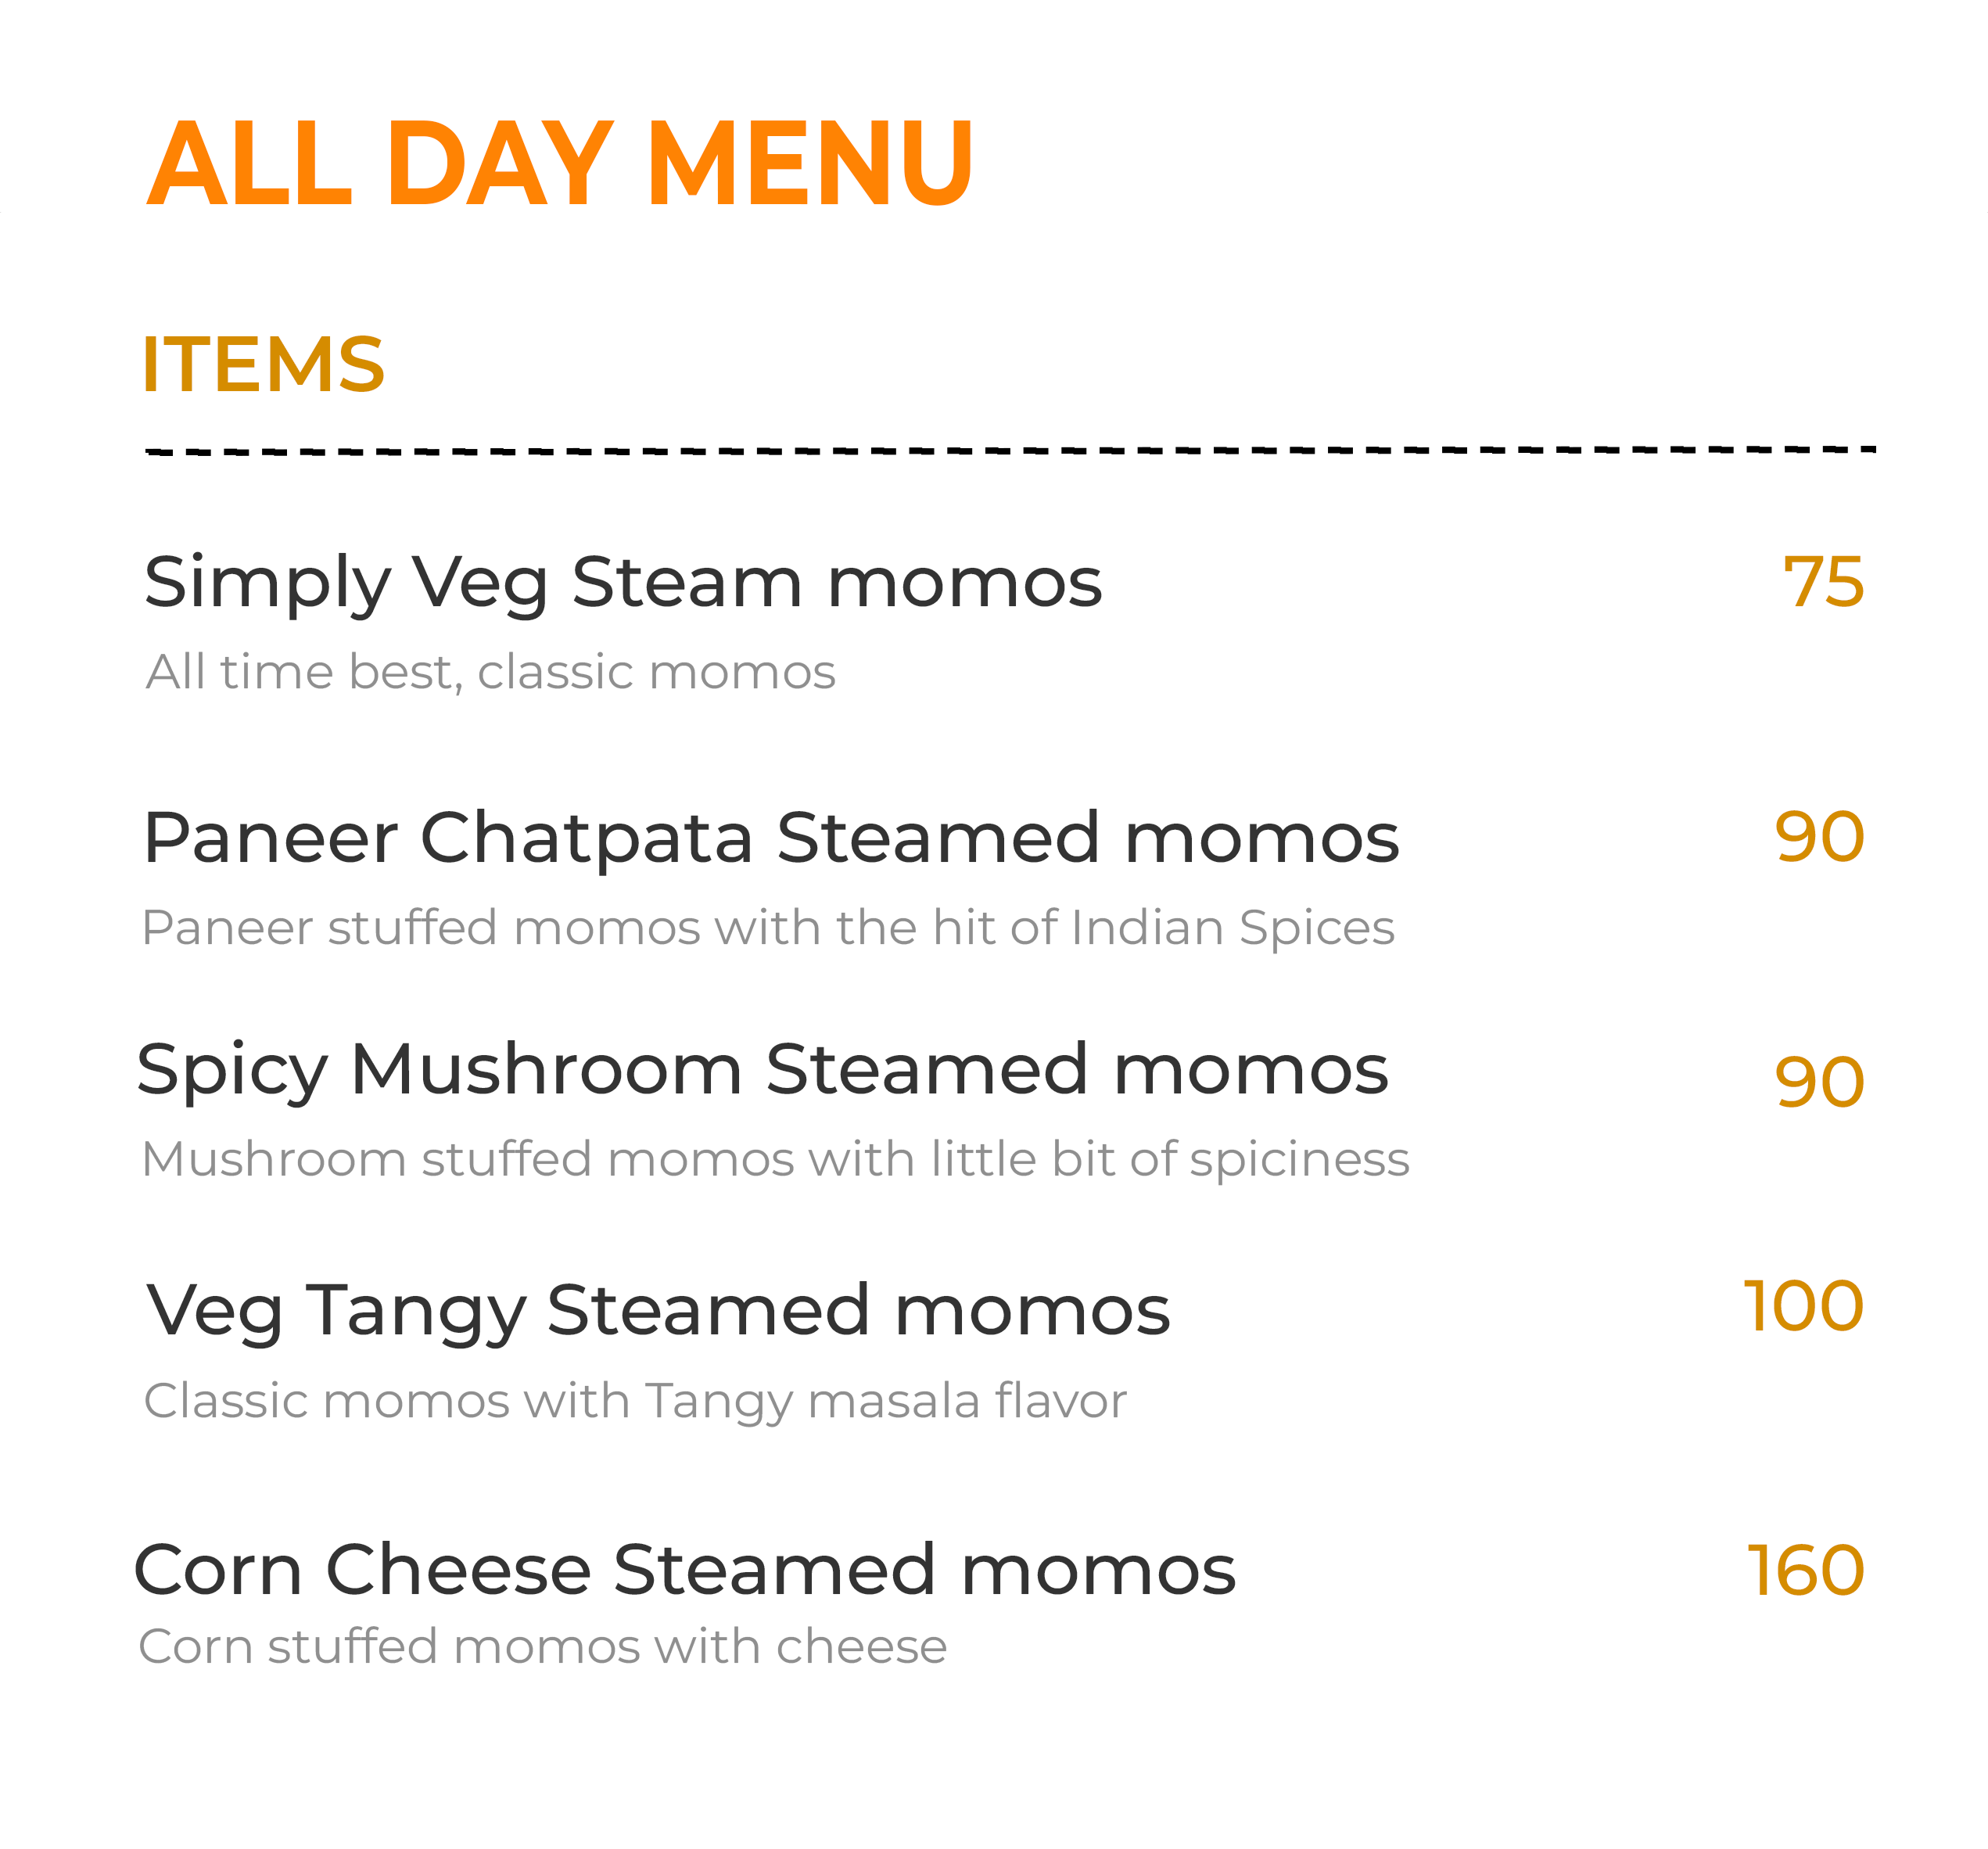 ALL DAY MENU
ITEMS
Simply Veg Steam momos 75
All time best, classic momos
Paneer Chatpata Steamed momos 90
Paneer stuffed momos with the hit of Indian Spices
Spicy Mushroom Steamed momos 90
Mushroom stuffed momos with little bit of spiciness
Veg Tangy Steamed momos 100
Classic momos with Tangy masala flavor
Corn Cheese Steamed momos 160
Corn stuffed momos with cheese